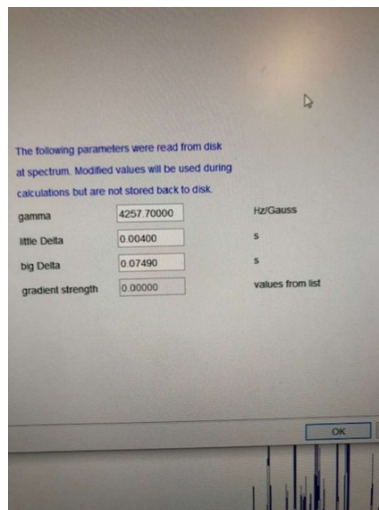 The following parameters were read from disk
at spectrum. Modified values will be used during
calculations but are not stored back to disk.
gamma 4257.70000 Hz/Gauss
little Delta 0.00400 s
big Delta 0.07490 s
gradient strength 0.00000 values from list
OK